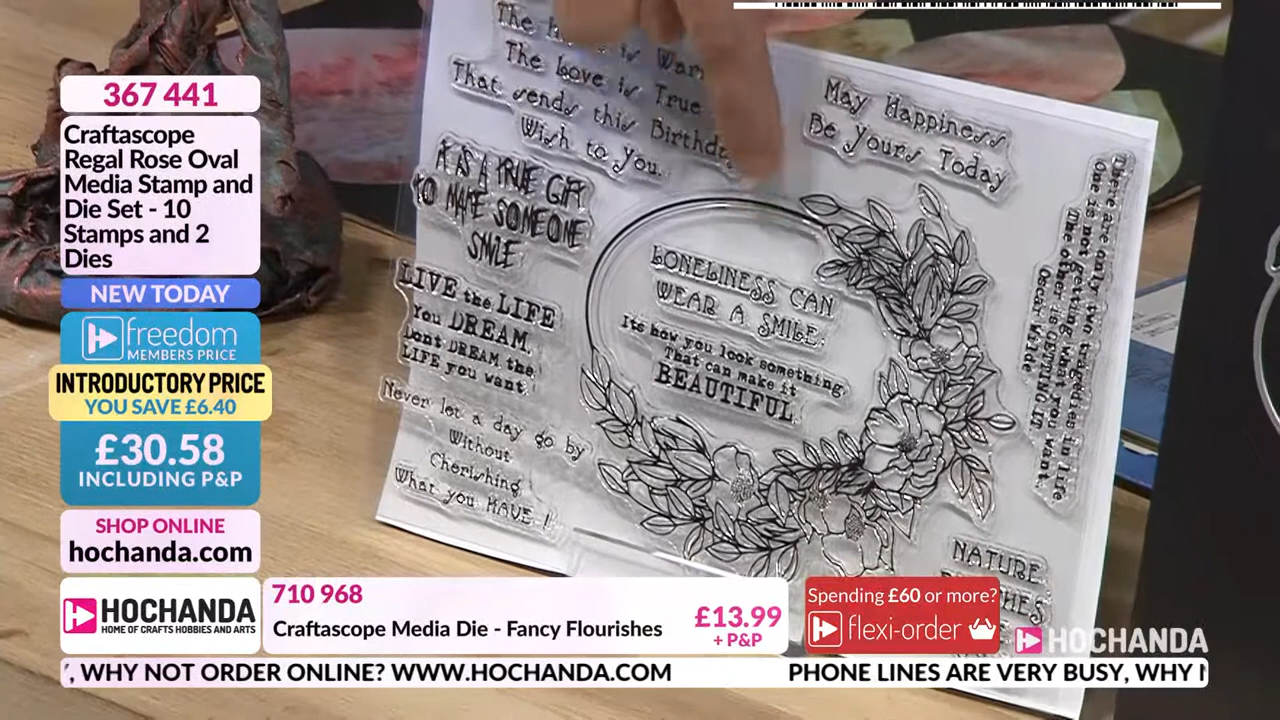 367 441
Craftascope
Regal Rose Oval
Media Stamp and
Die Set - 10
Stamps and 2
Dies
NEW TODAY
freedom
MEMBERS PRICE
INTRODUCTORY PRICE
YOU SAVE £6.40
£30.58
INCLUDING P&P
SHOP ONLINE
hochanda.com
The is
The Love is True
That sends this
Wish to you.
May Happiness
Be yours Today
IT AS A TRUE GIFT
TO MAKE SOMEONE
SMILE
LIVE the LIFE
You DREAM.
Dont DREAM the
LIFE you want.
Never let a day go by
Without
Cherishing
What you HAVE !
LONELINESS CAN
WEAR A SMILE.
Its how you look something,
That can make it
BEAUTIFUL.
There are only two tragedies in life
One is not getting what you want,
The other is GETTING IT
Oscar Wilde
NATURE
HOCHANDA
HOME OF CRAFTS HOBBIES AND ARTS
710 968
Craftascope Media Die - Fancy Flourishes
£13.99
+ P&P
Spending £60 or more?
flexi-order
HOCHANDA
, WHY NOT ORDER ONLINE? WWW.HOCHANDA.COM PHONE LINES ARE VERY BUSY, WHY